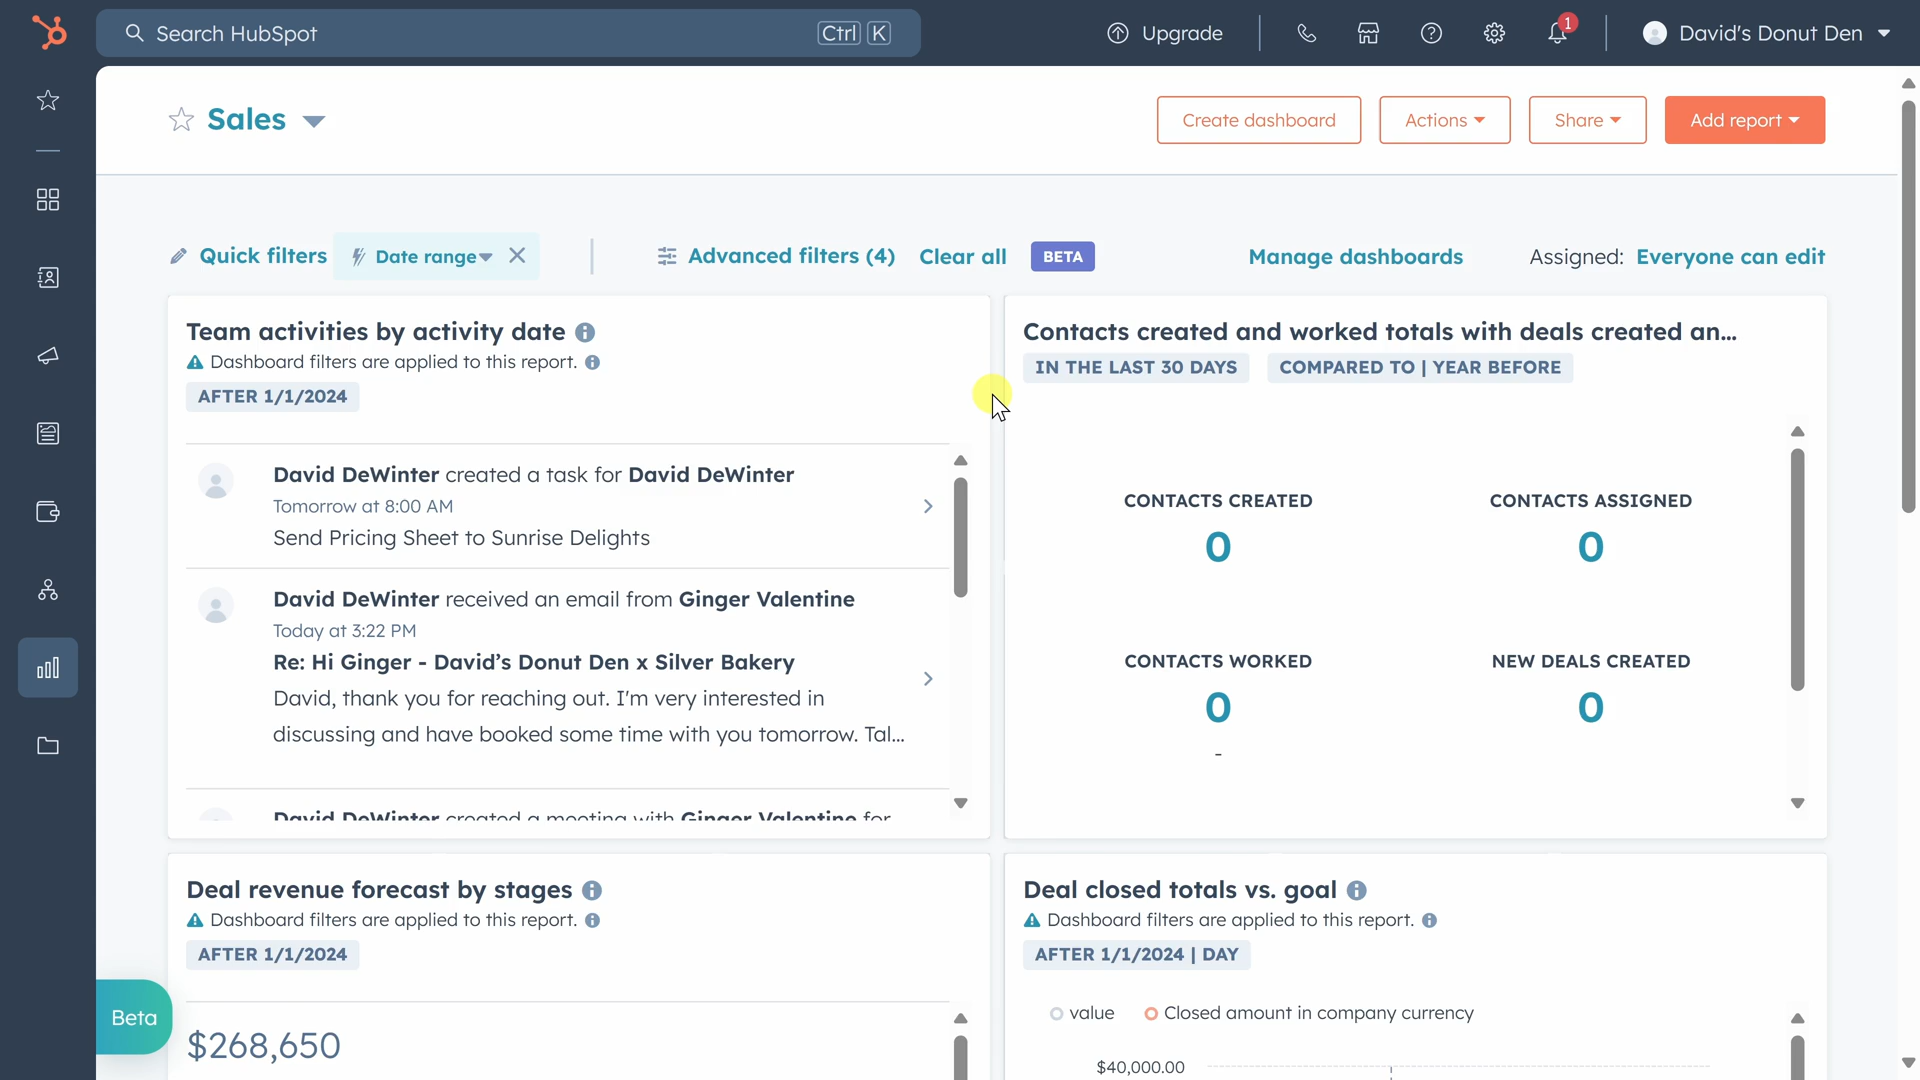 Search HubSpot
Ctrl K
Upgrade
1
David's Donut Den
Sales
Create dashboard
Actions
Share
Add report
Quick filters
Date range
Advanced filters (4)
Clear all
BETA
Manage dashboards
Assigned: Everyone can edit
Team activities by activity date
Dashboard filters are applied to this report.
AFTER 1/1/2024
David DeWinter created a task for David DeWinter
Tomorrow at 8:00 AM
Send Pricing Sheet to Sunrise Delights
David DeWinter received an email from Ginger Valentine
Today at 3:22 PM
Re: Hi Ginger - David’s Donut Den x Silver Bakery
David, thank you for reaching out. I'm very interested in
discussing and have booked some time with you tomorrow. Tal...
David DeWinter created a meeting with Ginger Valentine for
Contacts created and worked totals with deals created an...
IN THE LAST 30 DAYS
COMPARED TO | YEAR BEFORE
CONTACTS CREATED
0
CONTACTS ASSIGNED
0
CONTACTS WORKED
0
-
NEW DEALS CREATED
0
Deal revenue forecast by stages
Dashboard filters are applied to this report.
AFTER 1/1/2024
$268,650
Deal closed totals vs. goal
Dashboard filters are applied to this report.
AFTER 1/1/2024 | DAY
value
Closed amount in company currency
$40,000.00
Beta